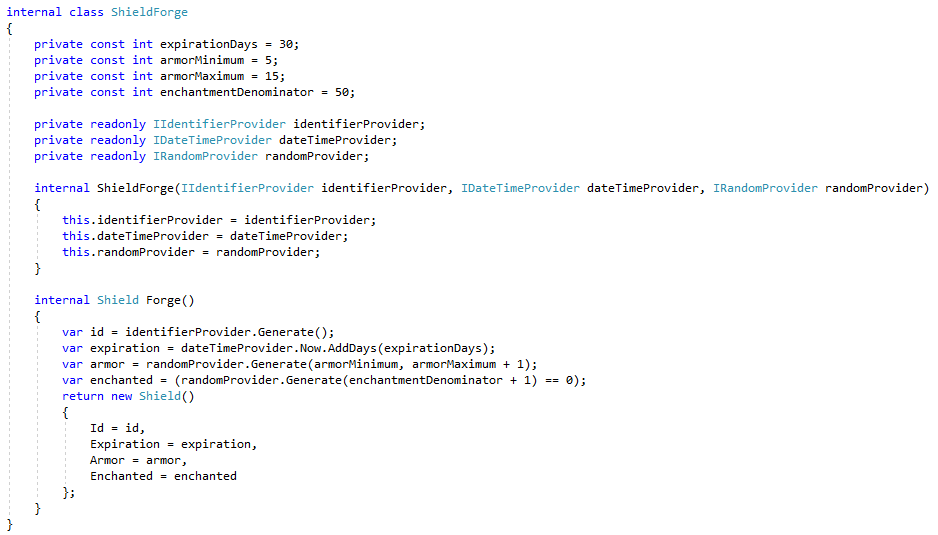 internal class ShieldForge
{
    private const int expirationDays = 30;
    private const int armorMinimum = 5;
    private const int armorMaximum = 15;
    private const int enchantmentDenominator = 50;

    private readonly IIdentifierProvider identifierProvider;
    private readonly IDateTimeProvider dateTimeProvider;
    private readonly IRandomProvider randomProvider;

    internal ShieldForge(IIdentifierProvider identifierProvider, IDateTimeProvider dateTimeProvider, IRandomProvider randomProvider)
    {
        this.identifierProvider = identifierProvider;
        this.dateTimeProvider = dateTimeProvider;
        this.randomProvider = randomProvider;
    }

    internal Shield Forge()
    {
        var id = identifierProvider.Generate();
        var expiration = dateTimeProvider.Now.AddDays(expirationDays);
        var armor = randomProvider.Generate(armorMinimum, armorMaximum + 1);
        var enchanted = (randomProvider.Generate(enchantmentDenominator + 1) == 0);
        return new Shield()
        {
            Id = id,
            Expiration = expiration,
            Armor = armor,
            Enchanted = enchanted
        };
    }
}